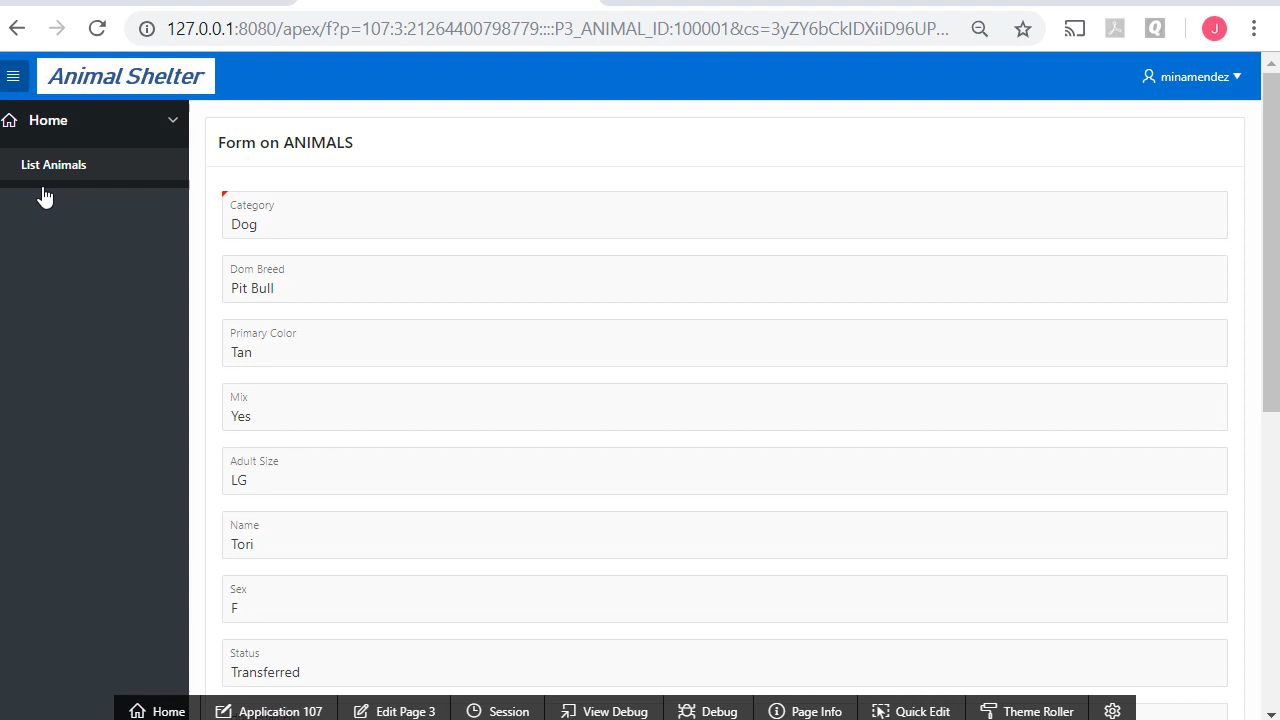 127.0.0.1:8080/apex/f?p=107:3:21264400798779::::P3_ANIMAL_ID:100001&cs=3yZY6bCkIDXiiD96UP...
J
Animal Shelter
minamendez
Home
List Animals
Form on ANIMALS
Category
Dog
Dom Breed
Pit Bull
Primary Color
Tan
Mix
Yes
Adult Size
LG
Name
Tori
Sex
F
Status
Transferred
Home Application 107 Edit Page 3 Session View Debug Debug Page Info Quick Edit Theme Roller